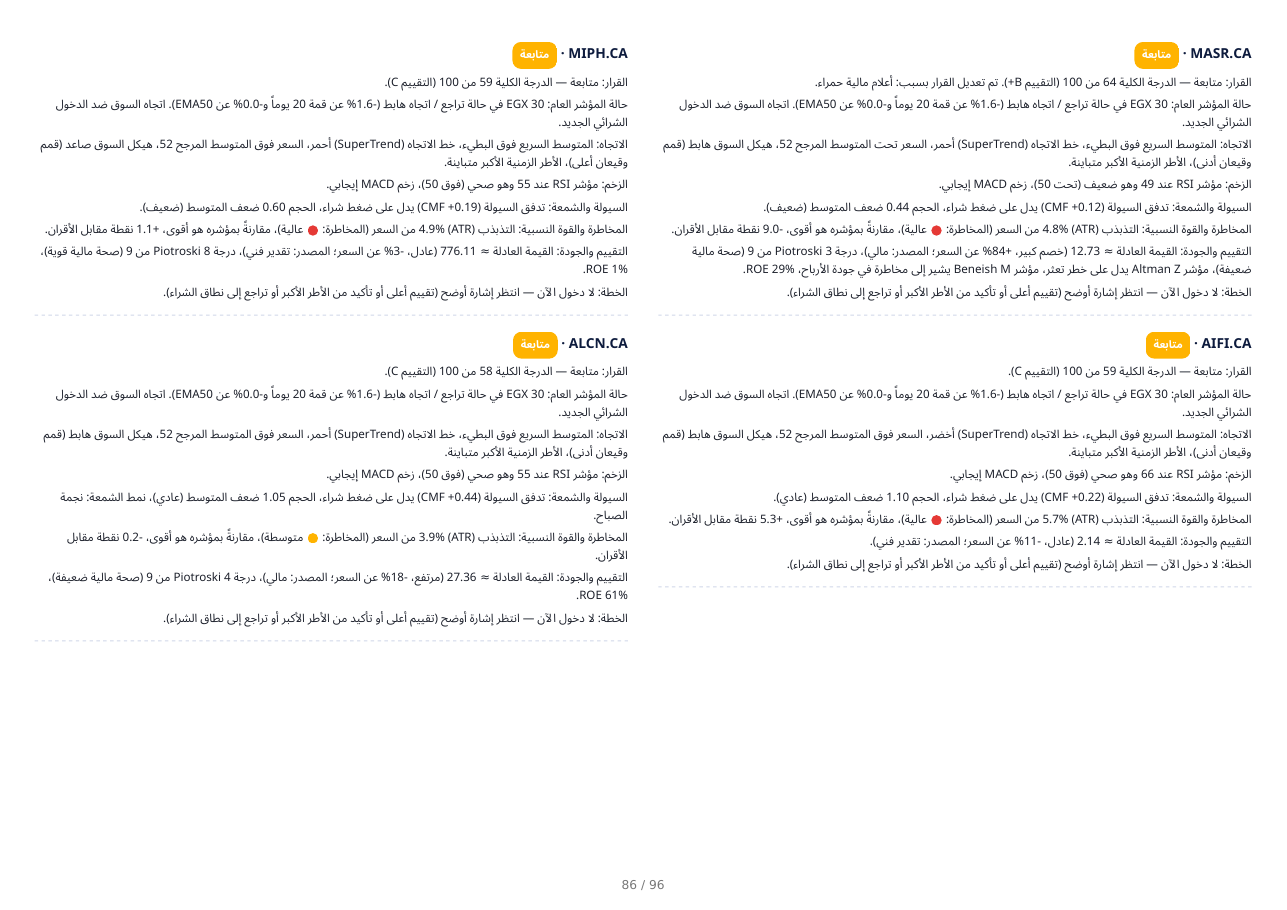 MASR.CA · متابعة
القرار: متابعة — الدرجة الكلية 64 من 100 (التقييم B+). تم تعديل القرار بسبب: أعلام مالية حمراء.
حالة المؤشر العام: EGX 30 في حالة تراجع / اتجاه هابط (-1.6% عن قمة 20 يوماً و-0.0% عن EMA50). اتجاه السوق ضد الدخول
الشرائي الجديد.
الاتجاه: المتوسط السريع فوق البطيء، خط الاتجاه (SuperTrend) أحمر، السعر تحت المتوسط المرجح 52، هيكل السوق هابط (قمم
وقيعان أدنى)، الأطر الزمنية الأكبر متباينة.
الزخم: مؤشر RSI عند 49 وهو ضعيف (تحت 50)، زخم MACD إيجابي.
السيولة والشمعة: تدفق السيولة (CMF +0.12) يدل على ضغط شراء، الحجم 0.44 ضعف المتوسط (ضعيف).
المخاطرة والقوة النسبية: التذبذب (ATR) 4.8% من السعر (المخاطرة: 🔴 عالية)، مقارنةً بمؤشره هو أقوى، -9.0 نقطة مقابل الأقران.
التقييم والجودة: القيمة العادلة ≈ 12.73 (خصم كبير، +84% عن السعر؛ المصدر: مالي)، درجة Piotroski 3 من 9 (صحة مالية
ضعيفة)، مؤشر Altman Z يدل على خطر تعثر، مؤشر Beneish M يشير إلى مخاطرة في جودة الأرباح، ROE 29%.
الخطة: لا دخول الآن — انتظر إشارة أوضح (تقييم أعلى أو تأكيد من الأطر الأكبر أو تراجع إلى نطاق الشراء).
AIFI.CA · متابعة
القرار: متابعة — الدرجة الكلية 59 من 100 (التقييم C).
حالة المؤشر العام: EGX 30 في حالة تراجع / اتجاه هابط (-1.6% عن قمة 20 يوماً و-0.0% عن EMA50). اتجاه السوق ضد الدخول
الشرائي الجديد.
الاتجاه: المتوسط السريع فوق البطيء، خط الاتجاه (SuperTrend) أخضر، السعر فوق المتوسط المرجح 52، هيكل السوق هابط (قمم
وقيعان أدنى)، الأطر الزمنية الأكبر متباينة.
الزخم: مؤشر RSI عند 66 وهو صحي (فوق 50)، زخم MACD إيجابي.
السيولة والشمعة: تدفق السيولة (CMF +0.22) يدل على ضغط شراء، الحجم 1.10 ضعف المتوسط (عادي).
المخاطرة والقوة النسبية: التذبذب (ATR) 5.7% من السعر (المخاطرة: 🔴 عالية)، مقارنةً بمؤشره هو أقوى، +5.3 نقطة مقابل الأقران.
التقييم والجودة: القيمة العادلة ≈ 2.14 (عادل، -11% عن السعر؛ المصدر: تقدير فني).
الخطة: لا دخول الآن — انتظر إشارة أوضح (تقييم أعلى أو تأكيد من الأطر الأكبر أو تراجع إلى نطاق الشراء).
MIPH.CA · متابعة
القرار: متابعة — الدرجة الكلية 59 من 100 (التقييم C).
حالة المؤشر العام: EGX 30 في حالة تراجع / اتجاه هابط (-1.6% عن قمة 20 يوماً و-0.0% عن EMA50). اتجاه السوق ضد الدخول
الشرائي الجديد.
الاتجاه: المتوسط السريع فوق البطيء، خط الاتجاه (SuperTrend) أحمر، السعر فوق المتوسط المرجح 52، هيكل السوق صاعد (قمم
وقيعان أعلى)، الأطر الزمنية الأكبر متباينة.
الزخم: مؤشر RSI عند 55 وهو صحي (فوق 50)، زخم MACD إيجابي.
السيولة والشمعة: تدفق السيولة (CMF +0.19) يدل على ضغط شراء، الحجم 0.60 ضعف المتوسط (ضعيف).
المخاطرة والقوة النسبية: التذبذب (ATR) 4.9% من السعر (المخاطرة: 🔴 عالية)، مقارنةً بمؤشره هو أقوى، +1.1 نقطة مقابل الأقران.
التقييم والجودة: القيمة العادلة ≈ 776.11 (عادل، -3% عن السعر؛ المصدر: تقدير فني)، درجة Piotroski 8 من 9 (صحة مالية قوية)،
ROE 1%.
الخطة: لا دخول الآن — انتظر إشارة أوضح (تقييم أعلى أو تأكيد من الأطر الأكبر أو تراجع إلى نطاق الشراء).
ALCN.CA · متابعة
القرار: متابعة — الدرجة الكلية 58 من 100 (التقييم C).
حالة المؤشر العام: EGX 30 في حالة تراجع / اتجاه هابط (-1.6% عن قمة 20 يوماً و-0.0% عن EMA50). اتجاه السوق ضد الدخول
الشرائي الجديد.
الاتجاه: المتوسط السريع فوق البطيء، خط الاتجاه (SuperTrend) أحمر، السعر فوق المتوسط المرجح 52، هيكل السوق هابط (قمم
وقيعان أدنى)، الأطر الزمنية الأكبر متباينة.
الزخم: مؤشر RSI عند 55 وهو صحي (فوق 50)، زخم MACD إيجابي.
السيولة والشمعة: تدفق السيولة (CMF +0.44) يدل على ضغط شراء، الحجم 1.05 ضعف المتوسط (عادي)، نمط الشمعة: نجمة
الصباح.
المخاطرة والقوة النسبية: التذبذب (ATR) 3.9% من السعر (المخاطرة: 🟠 متوسطة)، مقارنةً بمؤشره هو أقوى، -0.2 نقطة مقابل
الأقران.
التقييم والجودة: القيمة العادلة ≈ 27.36 (مرتفع، -18% عن السعر؛ المصدر: مالي)، درجة Piotroski 4 من 9 (صحة مالية ضعيفة)،
ROE 61%.
الخطة: لا دخول الآن — انتظر إشارة أوضح (تقييم أعلى أو تأكيد من الأطر الأكبر أو تراجع إلى نطاق الشراء).
86 / 96